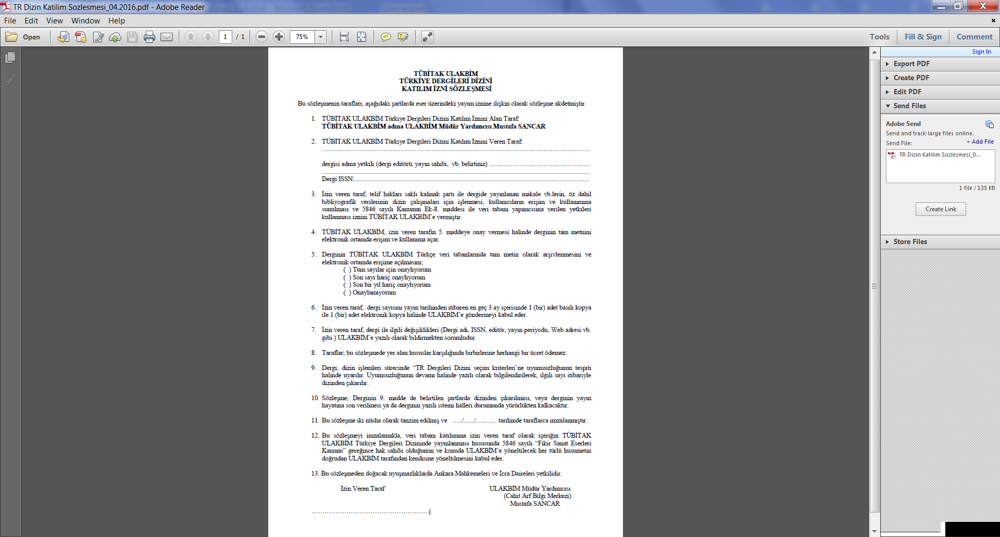 TR Dizin Katilim Sozlesmesi_04.2016.pdf - Adobe Reader
File Edit View Window Help
Open 1 / 1 75% Tools Fill & Sign Comment
Sign In
Export PDF
Create PDF
Edit PDF
Send Files
Adobe Send
Send and track large files online.
Send File: + Add File
TR Dizin Katilim Sozlesmesi_0...
1 file / 135 KB
Create Link
Store Files
TÜBİTAK ULAKBİM
TÜRKİYE DERGİLERİ DİZİNİ
KATILIM İZNİ SÖZLEŞMESİ
Bu sözleşmenin tarafları, aşağıdaki şartlarda eser üzerindeki yayım iznine ilişkin olarak sözleşme akdetmiştir.
1. TÜBİTAK ULAKBİM Türkiye Dergileri Dizini Katılım İznini Alan Taraf:
TÜBİTAK ULAKBİM adına ULAKBİM Müdür Yardımcısı Mustafa SANCAR
2. TÜBİTAK ULAKBİM Türkiye Dergileri Dizini Katılım İznini Veren Taraf:
……………………………………………………………………………………
dergisi adına yetkili (dergi editörü, yayın sahibi, vb. belirtiniz) ………………………………
......................................................................................................................................
Dergi ISSN:......................................................................................................................
3. İzin veren taraf, telif hakları saklı kalmak şartı ile dergide yayınlanan makale vb.lerin, öz dahil
bibliyografik verilerinin dizin çalışmaları için işlenmesi, kullanıcıların erişim ve kullanımına
sunulması ve 5846 sayılı Kanunun Ek-8. maddesi ile veri tabanı yapımcısına verilen yetkileri
kullanması iznini TÜBİTAK ULAKBİM’e vermiştir.
4. TÜBİTAK ULAKBİM, izin veren tarafın 5. maddeye onay vermesi halinde derginin tam metnini
elektronik ortamda erişim ve kullanıma açar.
5. Derginin TÜBİTAK ULAKBİM Türkçe veri tabanlarında tam metin olarak arşivlenmesini ve
elektronik ortamda erişime açılmasını;
( ) Tüm sayılar için onaylıyorum
( ) Son sayı hariç onaylıyorum
( ) Son bir yıl hariç onaylıyorum
( ) Onaylamıyorum
6. İzin veren taraf, dergi sayısını yayın tarihinden itibaren en geç 3 ay içerisinde 1 (bir) adet basılı kopya
ile 1 (bir) adet elektronik kopya halinde ULAKBİM’e göndermeyi kabul eder.
7. İzin veren taraf, dergi ile ilgili değişiklikleri (Dergi adı, ISSN, editör, yayın periyodu, Web adresi vb.
gibi ) ULAKBİM’e yazılı olarak bildirmekten sorumludur.
8. Taraflar; bu sözleşmede yer alan hususlar karşılığında birbirlerine herhangi bir ücret ödemez.
9. Dergi, dizin işlemleri sürecinde “TR Dergileri Dizini seçim kriterleri’ne uyumsuzluğunun tespiti
halinde uyarılır. Uyumsuzluğunun devamı halinde yazılı olarak bilgilendirilerek, ilgili sayı itibariyle
dizinden çıkarılır.
10. Sözleşme; Derginin 9. madde de belirtilen şartlarda dizinden çıkarılması, veya derginin yayın
hayatına son verilmesi ya da derginin yazılı istemi halleri durumunda yürürlükten kalkacaktır.
11. Bu sözleşme iki nüsha olarak tanzim edilmiş ve …../…../……… tarihinde taraflarca imzalanmıştır.
12. Bu sözleşmeyi imzalamakla, veri tabanı katılımına izin veren taraf olarak içeriğin TÜBİTAK
ULAKBİM Türkiye Dergileri Dizininde yayınlanması hususunda 5846 sayılı “Fikir Sanat Eserleri
Kanunu” gereğince hak sahibi olduğunun ve konuda ULAKBİM’e yöneltilecek her türlü husumetin
doğrudan ULAKBİM tarafından kendisine yöneltilmesini kabul eder.
13. Bu sözleşmeden doğacak uyuşmazlıklarda Ankara Mahkemeleri ve İcra Daireleri yetkilidir.
İzin Veren Taraf ULAKBİM Müdür Yardımcısı
(Cahit Arf Bilgi Merkezi)
Mustafa SANCAR
………………………………………………